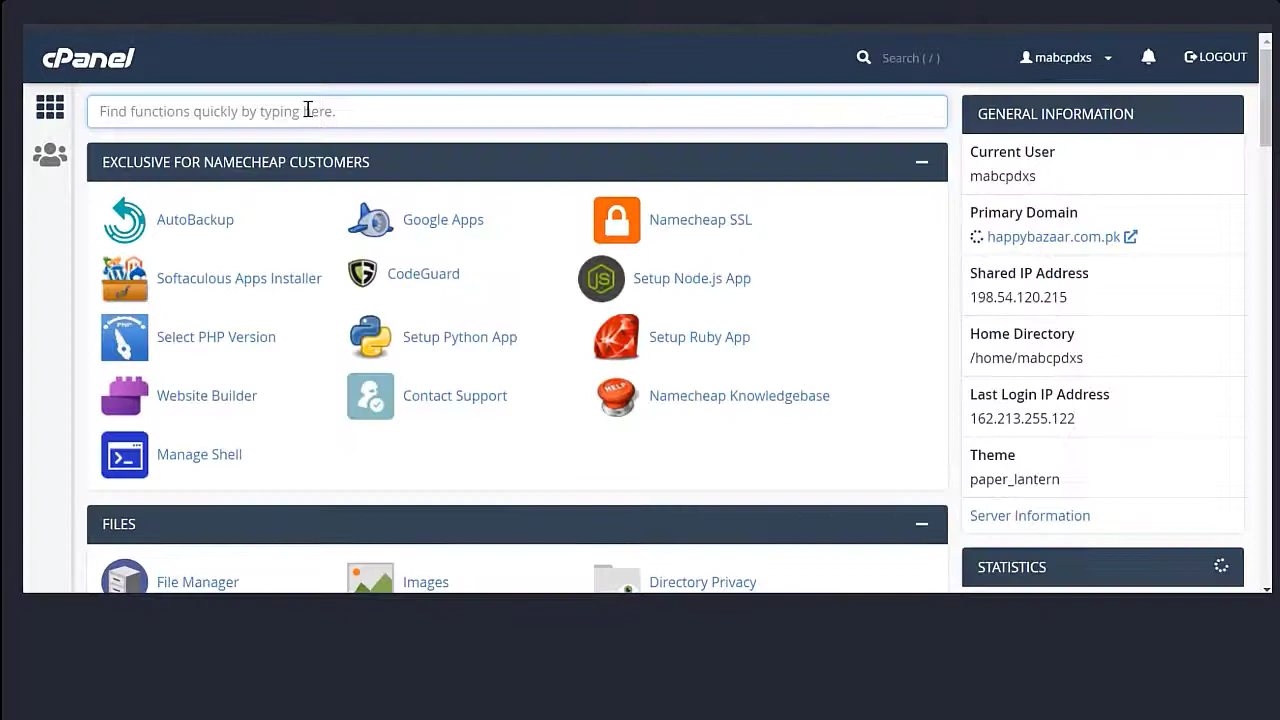 cPanel
Search ( / )
mabcpdxs
LOGOUT
Find functions quickly by typing here.
EXCLUSIVE FOR NAMECHEAP CUSTOMERS
AutoBackup
Google Apps
Namecheap SSL
Softaculous Apps Installer
CodeGuard
Setup Node.js App
Select PHP Version
Setup Python App
Setup Ruby App
Website Builder
Contact Support
HELP
Namecheap Knowledgebase
Manage Shell
FILES
File Manager
Images
Directory Privacy
GENERAL INFORMATION
Current User
mabcpdxs
Primary Domain
happybazaar.com.pk
Shared IP Address
198.54.120.215
Home Directory
/home/mabcpdxs
Last Login IP Address
162.213.255.122
Theme
paper_lantern
Server Information
STATISTICS